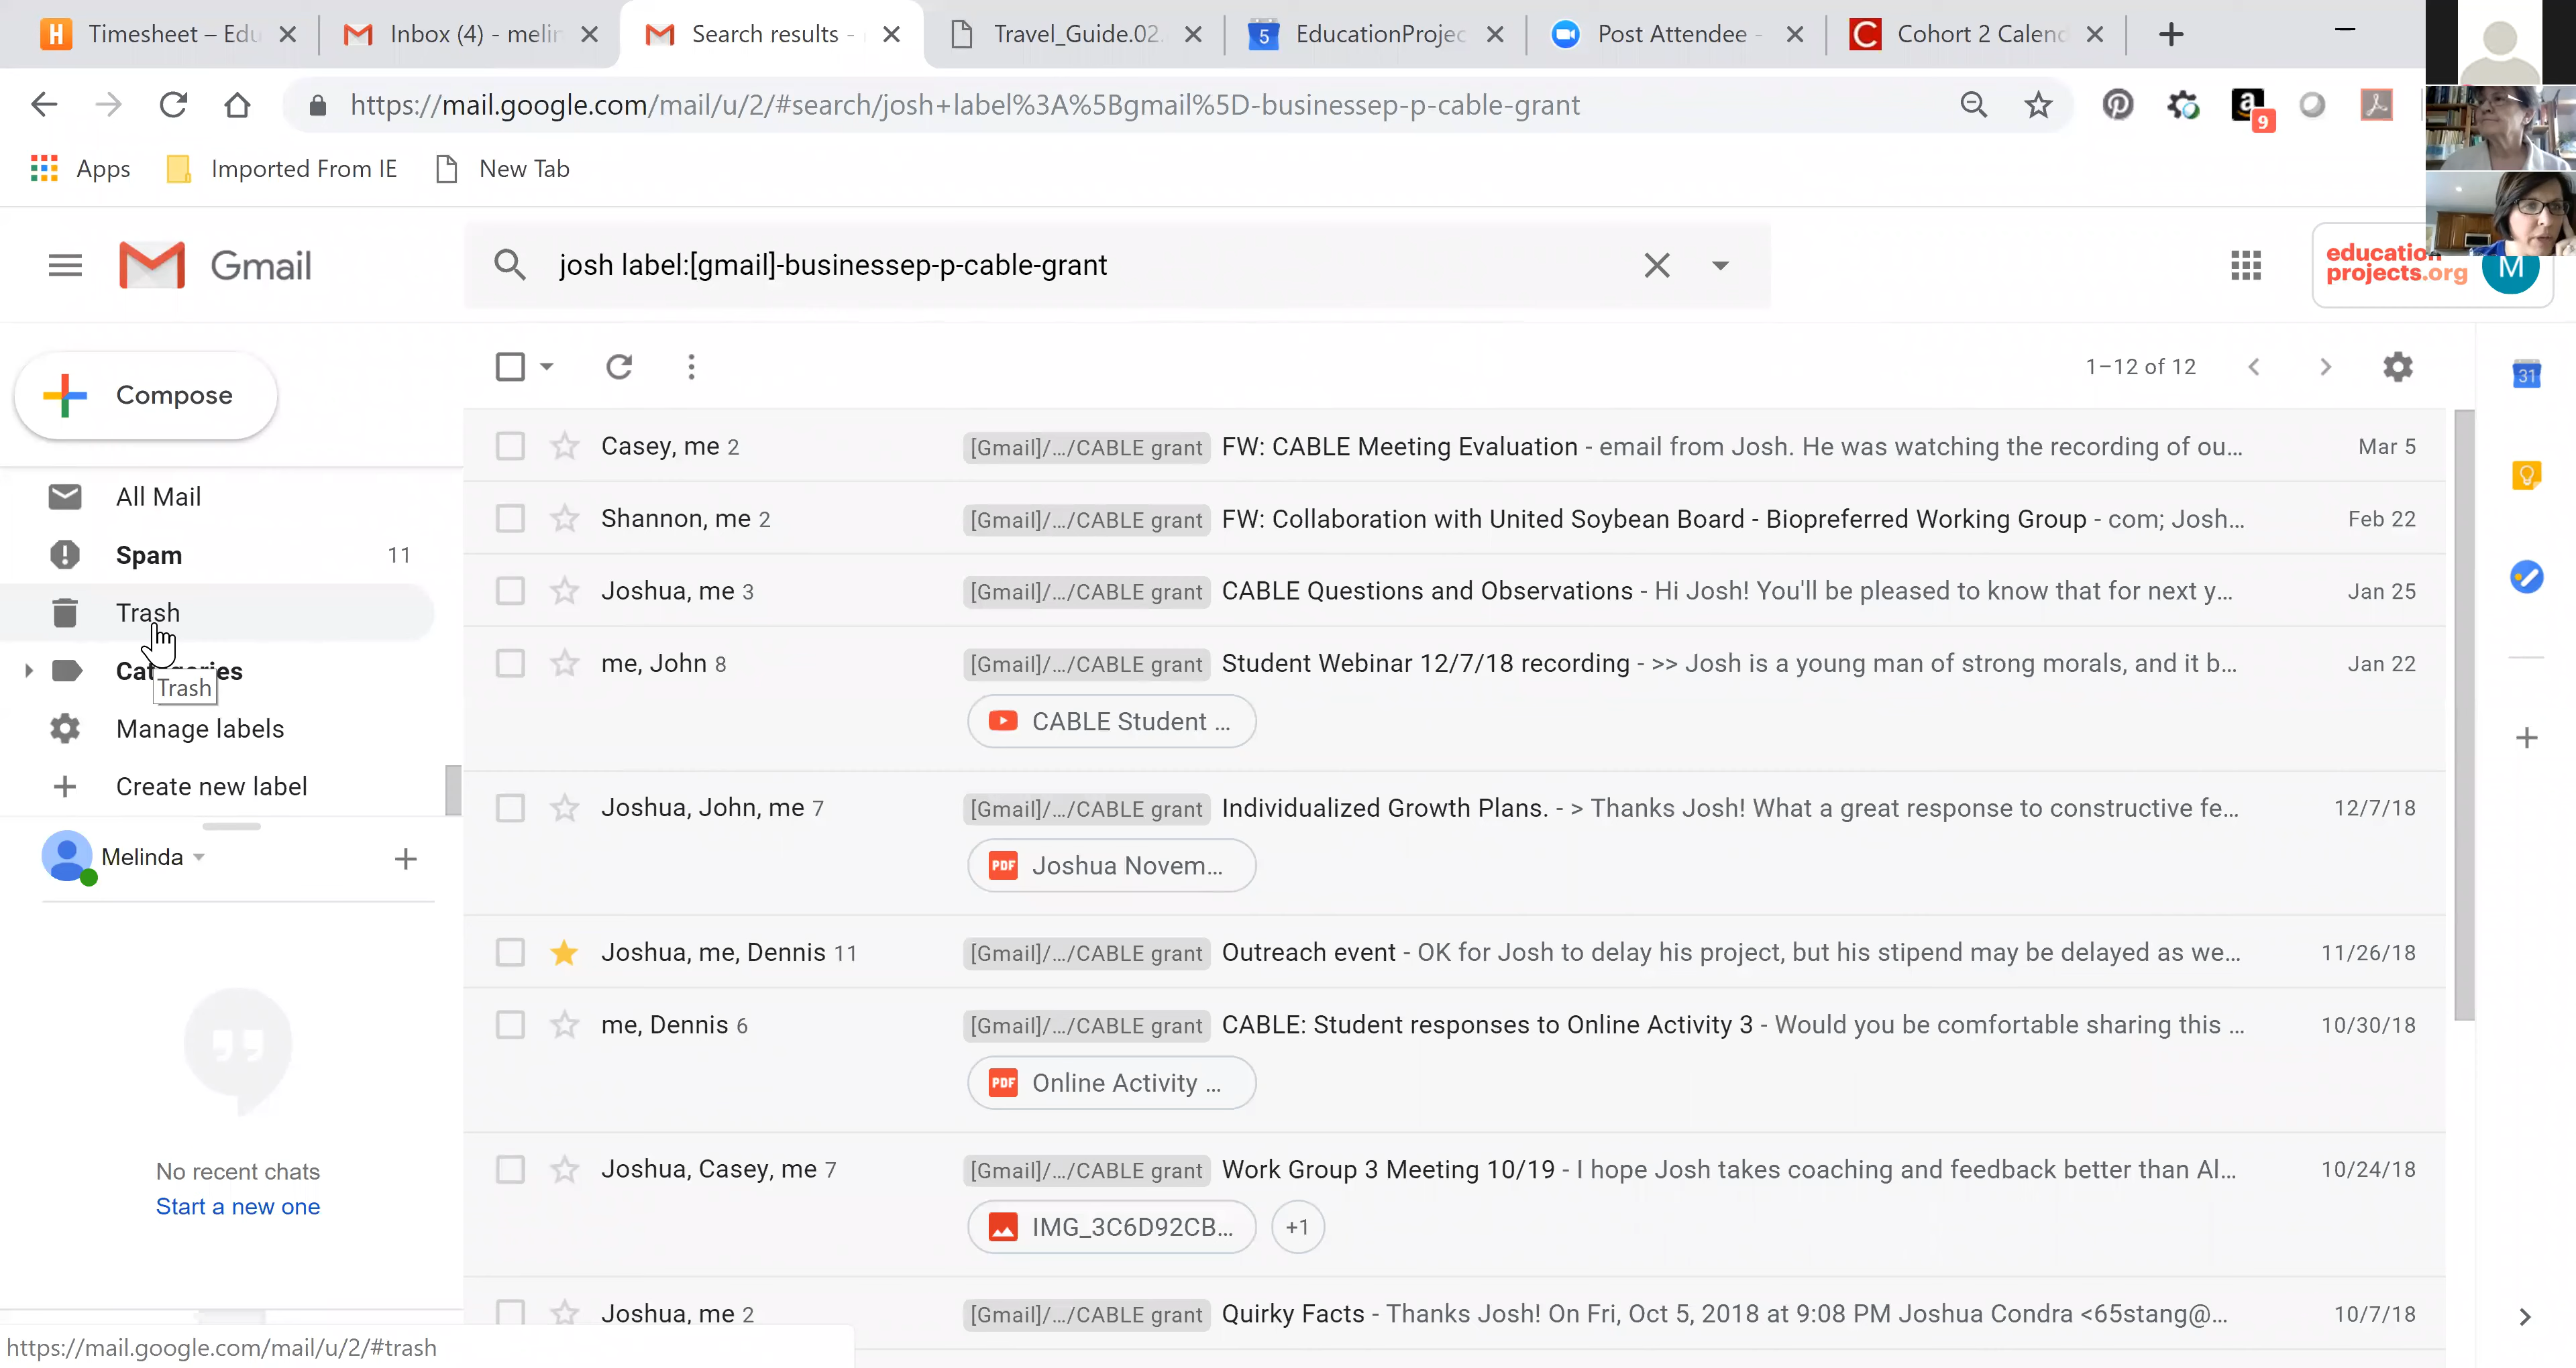 Timesheet – Edu
Inbox (4) - melin
Search results -
Travel_Guide.02.
5
EducationProjec
Post Attendee -
Cohort 2 Calend
https://mail.google.com/mail/u/2/#search/josh+label%3A%5Bgmail%5D-businessep-p-cable-grant
9
Apps
Imported From IE
New Tab
Gmail
josh label:[gmail]-businessep-p-cable-grant
education
projects.org
M
Compose
1–12 of 12
31
All Mail
Spam 11
Trash
Categories
Trash
Manage labels
Create new label
Melinda
No recent chats
Start a new one
Casey, me 2 [Gmail]/.../CABLE grant FW: CABLE Meeting Evaluation - email from Josh. He was watching the recording of ou... Mar 5
Shannon, me 2 [Gmail]/.../CABLE grant FW: Collaboration with United Soybean Board - Biopreferred Working Group - com; Josh... Feb 22
Joshua, me 3 [Gmail]/.../CABLE grant CABLE Questions and Observations - Hi Josh! You'll be pleased to know that for next y... Jan 25
me, John 8 [Gmail]/.../CABLE grant Student Webinar 12/7/18 recording - >> Josh is a young man of strong morals, and it b... Jan 22
CABLE Student ...
Joshua, John, me 7 [Gmail]/.../CABLE grant Individualized Growth Plans. - > Thanks Josh! What a great response to constructive fe... 12/7/18
PDF Joshua Novem...
Joshua, me, Dennis 11 [Gmail]/.../CABLE grant Outreach event - OK for Josh to delay his project, but his stipend may be delayed as we... 11/26/18
me, Dennis 6 [Gmail]/.../CABLE grant CABLE: Student responses to Online Activity 3 - Would you be comfortable sharing this ... 10/30/18
PDF Online Activity ...
Joshua, Casey, me 7 [Gmail]/.../CABLE grant Work Group 3 Meeting 10/19 - I hope Josh takes coaching and feedback better than Al... 10/24/18
IMG_3C6D92CB... +1
Joshua, me 2 [Gmail]/.../CABLE grant Quirky Facts - Thanks Josh! On Fri, Oct 5, 2018 at 9:08 PM Joshua Condra <65stang@... 10/7/18
https://mail.google.com/mail/u/2/#trash